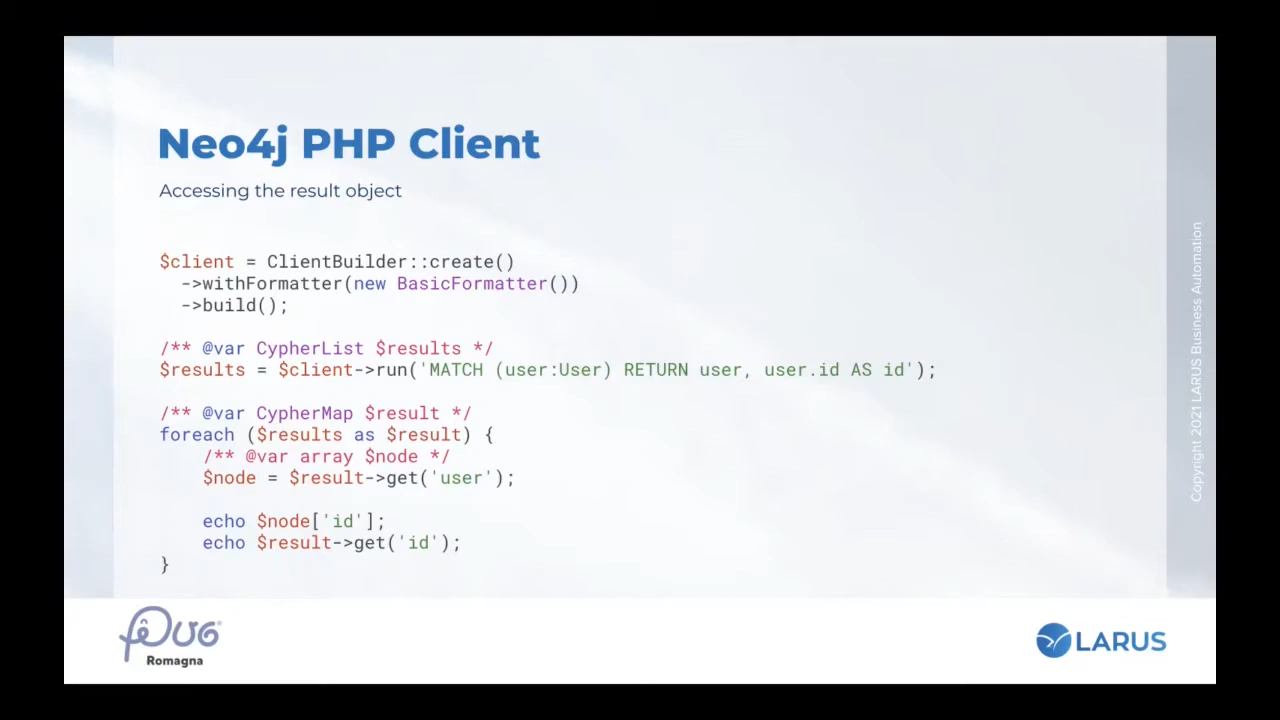 Neo4j PHP Client
Accessing the result object
$client = ClientBuilder::create()
  ->withFormatter(new BasicFormatter())
  ->build();
/** @var CypherList $results */
$results = $client->run('MATCH (user:User) RETURN user, user.id AS id');
/** @var CypherMap $result */
foreach ($results as $result) {
    /** @var array $node */
    $node = $result->get('user');
    echo $node['id'];
    echo $result->get('id');
}
Copyright 2021 LARUS Business Automation
PUG®
Romagna
LARUS